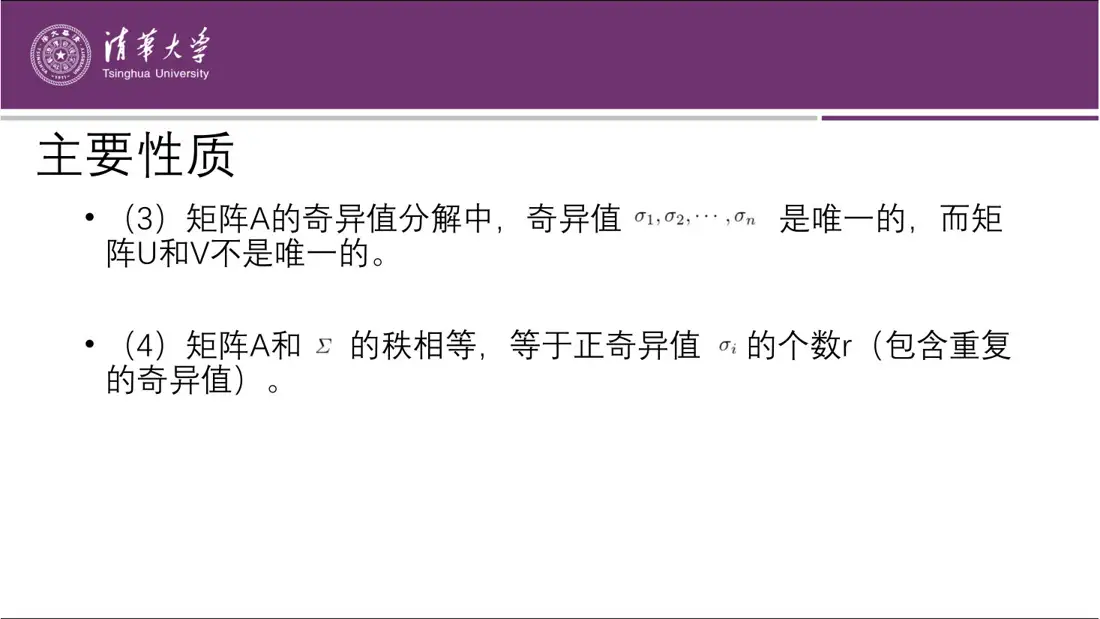 清华大学
Tsinghua University
主要性质
• （3）矩阵A的奇异值分解中，奇异值 σ₁,σ₂,⋯,σₙ 是唯一的，而矩
阵U和V不是唯一的。
• （4）矩阵A和 Σ 的秩相等，等于正奇异值 σᵢ 的个数r（包含重复
的奇异值）。